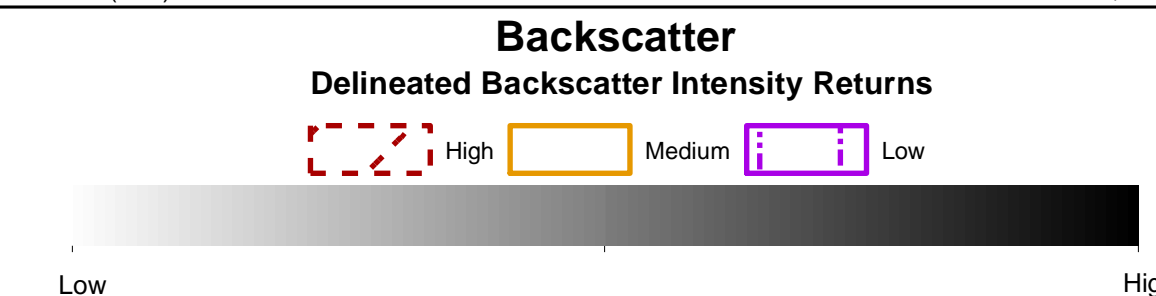 Backscatter
Delineated Backscatter Intensity Returns
High Medium Low
Low